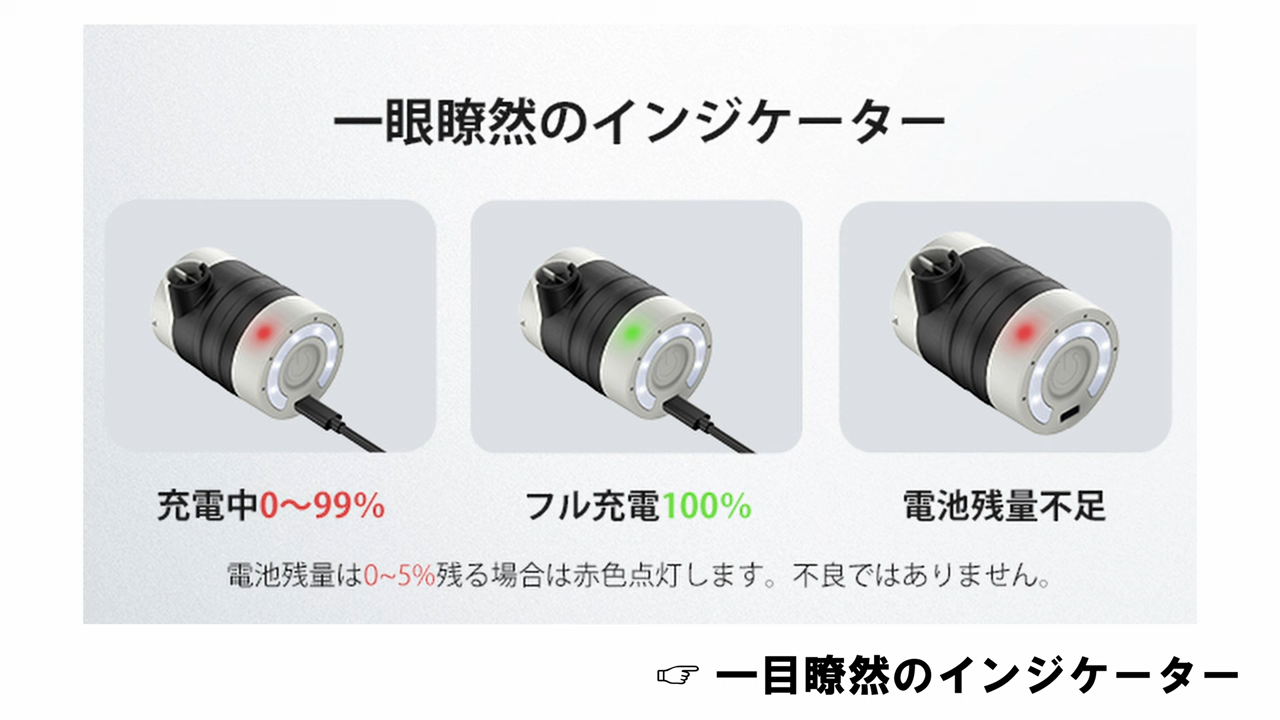 一眼瞭然のインジケーター
充電中0～99%
フル充電100%
電池残量不足
電池残量は0~5%残る場合は赤色点灯します。不良ではありません。
☞ 一目瞭然のインジケーター